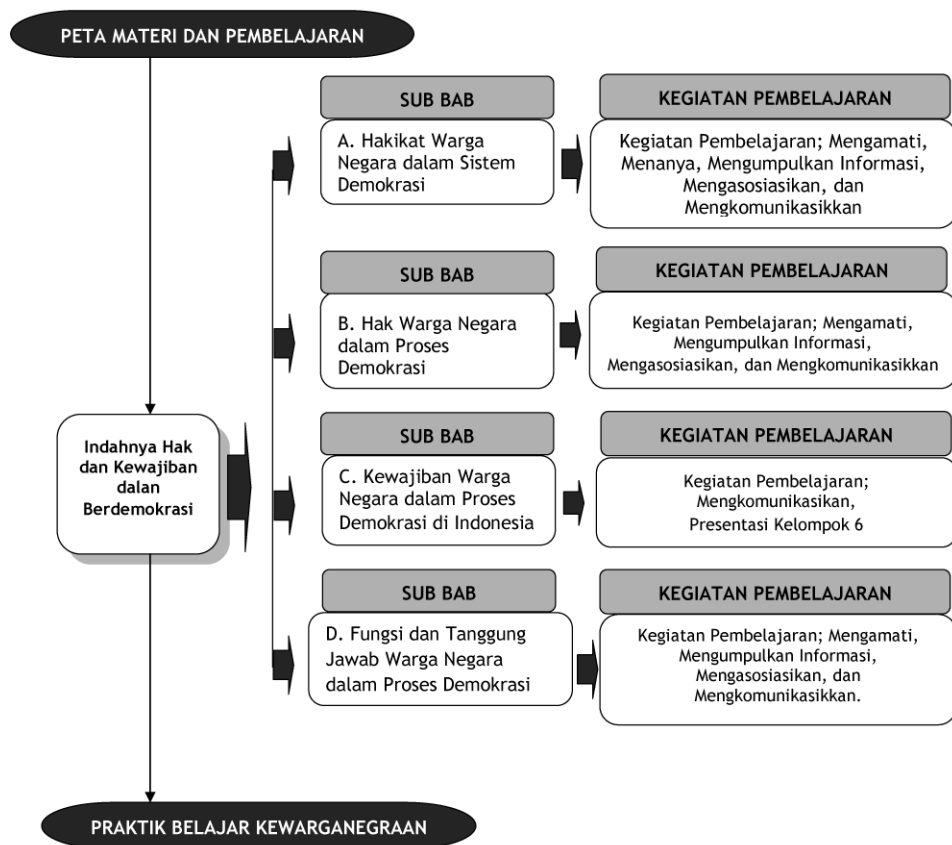 PETA MATERI DAN PEMBELAJARAN
SUB BAB
KEGIATAN PEMBELAJARAN
A. Hakikat Warga
Negara dalam Sistem
Demokrasi
Kegiatan Pembelajaran; Mengamati,
Menanya, Mengumpulkan Informasi,
Mengasosiasikan, dan
Mengkomunikasikkan
SUB BAB
KEGIATAN PEMBELAJARAN
B. Hak Warga Negara
dalam Proses
Demokrasi
Kegiatan Pembelajaran; Mengamati,
Mengumpulkan Informasi,
Mengasosiasikan, dan Mengkomunikasikkan
Indahnya Hak
dan Kewajiban
dalan
Berdemokrasi
SUB BAB
KEGIATAN PEMBELAJARAN
C. Kewajiban Warga
Negara dalam Proses
Demokrasi di Indonesia
Kegiatan Pembelajaran;
Mengkomunikasikan,
Presentasi Kelompok 6
SUB BAB
KEGIATAN PEMBELAJARAN
D. Fungsi dan Tanggung
Jawab Warga Negara
dalam Proses Demokrasi
Kegiatan Pembelajaran; Mengamati,
Mengumpulkan Informasi,
Mengasosiasikan, dan
Mengkomunikasikkan.
PRAKTIK BELAJAR KEWARGANEGRAAN